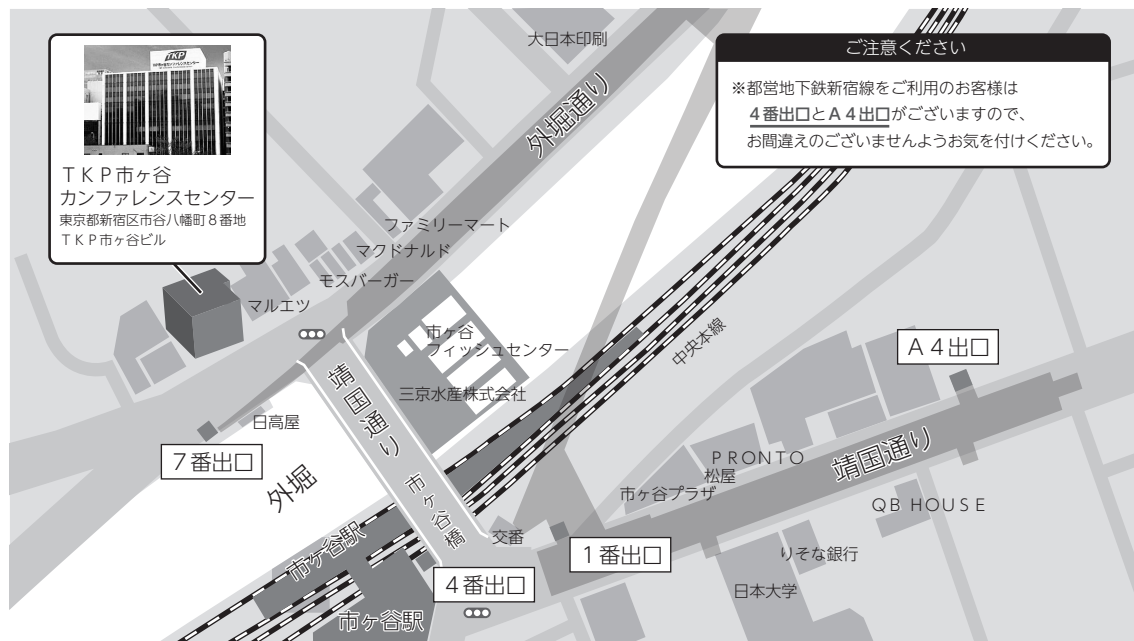 TKP
TKP市ヶ谷
カンファレンスセンター
東京都新宿区市谷八幡町8番地
TKP市ヶ谷ビル
大日本印刷
外堀通り
ご注意ください
※都営地下鉄新宿線をご利用のお客様は
4番出口とA4出口がございますので、
お間違えのございませんようお気を付けください。
ファミリーマート
マクドナルド
モスバーガー
マルエツ
市ヶ谷
フィッシュセンター
三京水産株式会社
中央本線
A4出口
靖国通り
日高屋
7番出口
外堀
市ヶ谷橋
市ヶ谷駅
交番
4番出口
市ヶ谷駅
1番出口
市ヶ谷プラザ
松屋
PRONTO
靖国通り
QB HOUSE
りそな銀行
日本大学